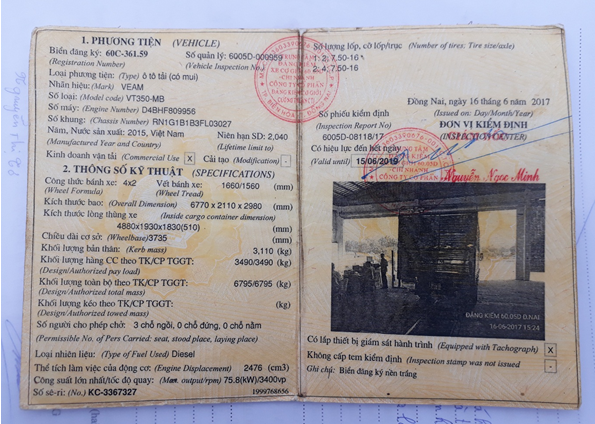 1. PHƯƠNG TIỆN (VEHICLE)
Biển đăng ký: 60C-361.59 Số quản lý: 6005D-009959
(Registration Number) (Vehicle Inspection No.)
Loại phương tiện: (Type) ô tô tải (có mui)
Nhãn hiệu: (Mark) VEAM
Số loại: (Model code) VT350-MB
Số máy: (Engine Number) D4BHF809956
Số khung: (Chassis Number) RN1G1B1B3FL03027
Năm, Nước sản xuất: 2015, Việt Nam Niên hạn SD: 2,040
(Manufactured Year and Country) (Lifetime limit to)
Kinh doanh vận tải (Commercial Use) X Cải tạo (Modification) -
2. THÔNG SỐ KỸ THUẬT (SPECIFICATIONS)
Công thức bánh xe: 4x2 Vết bánh xe: 1660/1560 (mm)
(Wheel Formula) (Wheel Tread)
Kích thước bao: (Overall Dimension) 6770 x 2110 x 2980 (mm)
Kích thước lòng thùng xe (Inside cargo container dimension)
4880x1930x1830(510) (mm)
Chiều dài cơ sở: (Wheelbase) 3735 (mm)
Khối lượng bản thân: (Kerb mass) 3,110 (kg)
Khối lượng hàng CC theo TK/CP TGGT: 3490/3490 (kg)
(Design/Authorized pay load)
Khối lượng toàn bộ theo TK/CP TGGT: 6795/6795 (kg)
(Design/Authorized total mass)
Khối lượng kéo theo TK/CP TGGT: (kg)
(Design/Authorized towed mass)
Số người cho phép chở: 3 chỗ ngồi, 0 chỗ đứng, 0 chỗ nằm
(Permissible No. of Pers Carried: seat, stood place, laying place)
Loại nhiên liệu: (Type of Fuel Used) Diesel
Thể tích làm việc của động cơ: (Engine Displacement) 2476 (cm3)
Công suất lớn nhất/tốc độ quay: (Max. output/rpm) 75.8(kW)/3400vp
Số sê-ri: (No.) KC-3367327 1999768656
Số lượng lốp, cỡ lốp/trục (Number of tires: Tire size/axle)
1: 2; 7.50-16
2: 4; 7.50-16
Đồng Nai, ngày 16 tháng 6 năm 2017
Số phiếu kiểm định (Issued on: Day/Month/Year)
(Inspection Report No) ĐƠN VỊ KIỂM ĐỊNH
6005D-08118/17 (INSPECTION CENTER)
Có hiệu lực đến hết ngày
(Valid until) 15/06/2019
CHI NHÁNH
CÔNG TY CỔ PHẦN
Nguyễn Ngọc Minh
ĐĂNG KIỂM 60.05D Đ.NAI
16-06-2017 15:24
Có lắp thiết bị giám sát hành trình (Equipped with Tachograph) X
Không cấp tem kiểm định (Inspection stamp was not issued) -
Ghi chú: Biển đăng ký nền trắng